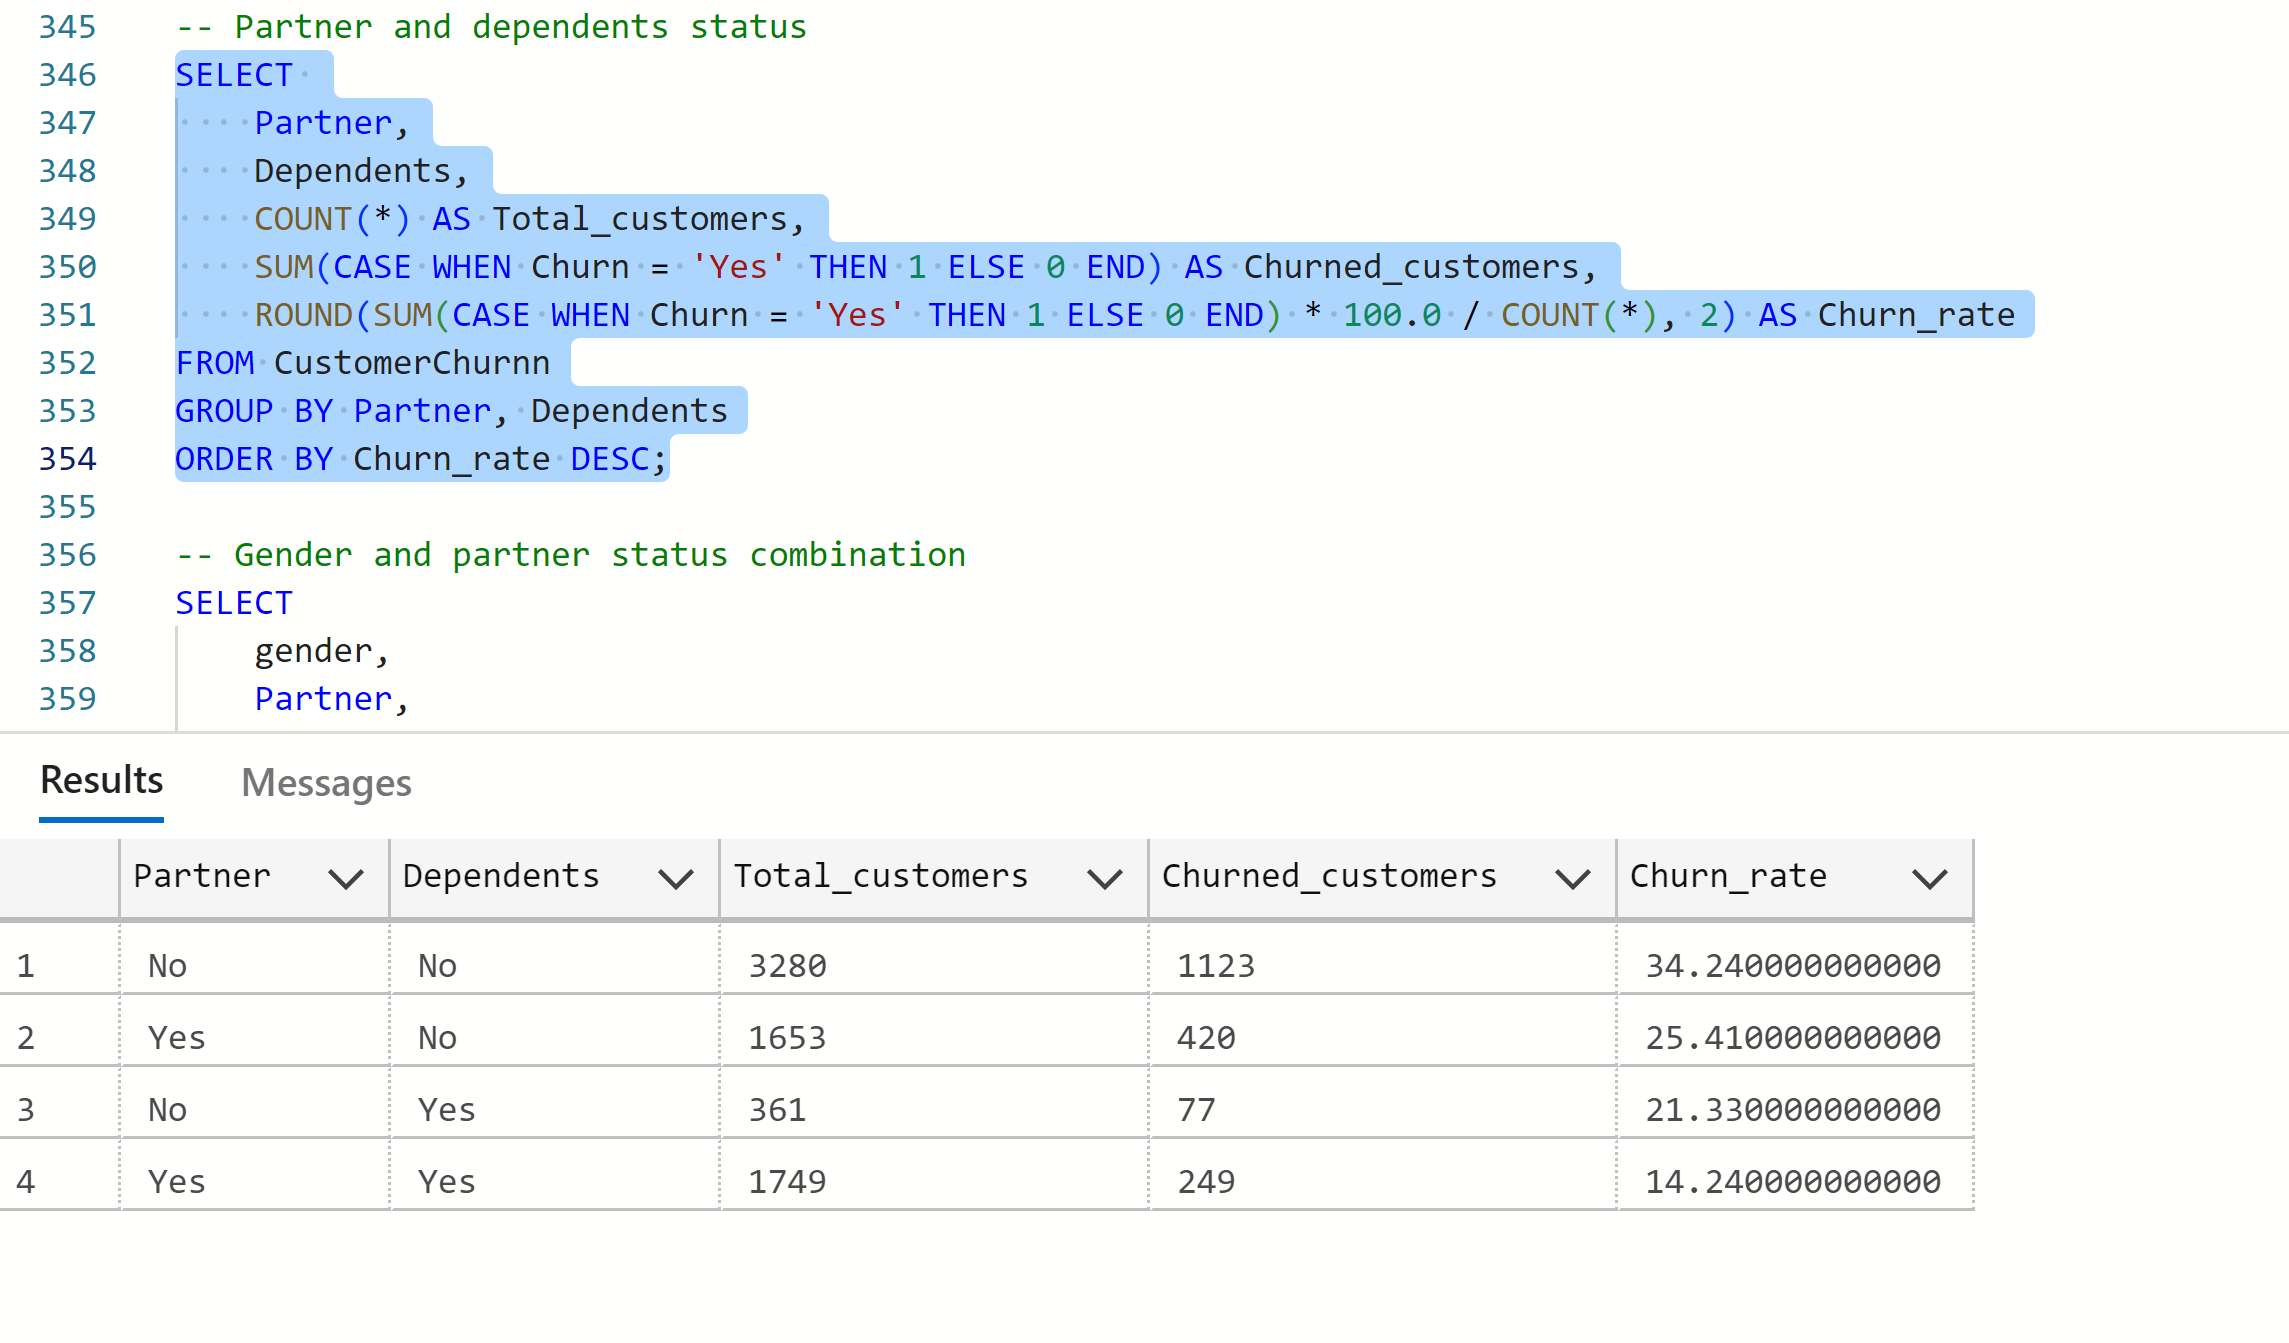 345 -- Partner and dependents status
346 SELECT
347 Partner,
348 Dependents,
349 COUNT(*) AS Total_customers,
350 SUM(CASE WHEN Churn = 'Yes' THEN 1 ELSE 0 END) AS Churned_customers,
351 ROUND(SUM(CASE WHEN Churn = 'Yes' THEN 1 ELSE 0 END) * 100.0 / COUNT(*), 2) AS Churn_rate
352 FROM CustomerChurnn
353 GROUP BY Partner, Dependents
354 ORDER BY Churn_rate DESC;
355
356 -- Gender and partner status combination
357 SELECT
358 gender,
359 Partner,
Results Messages
Partner Dependents Total_customers Churned_customers Churn_rate
1 No No 3280 1123 34.240000000000
2 Yes No 1653 420 25.410000000000
3 No Yes 361 77 21.330000000000
4 Yes Yes 1749 249 14.240000000000